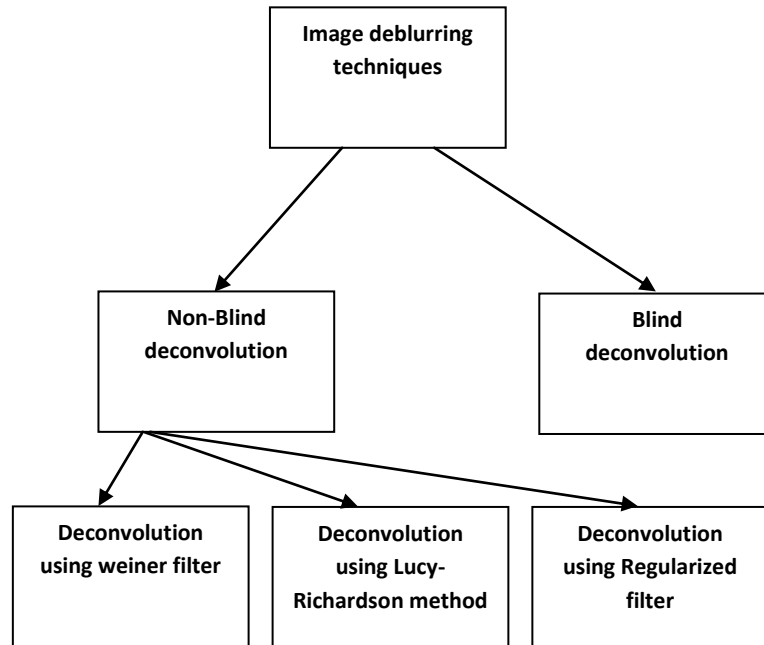 Image deblurring
techniques
Non-Blind
deconvolution
Blind
deconvolution
Deconvolution
using weiner filter
Deconvolution
using Lucy-
Richardson method
Deconvolution
using Regularized
filter